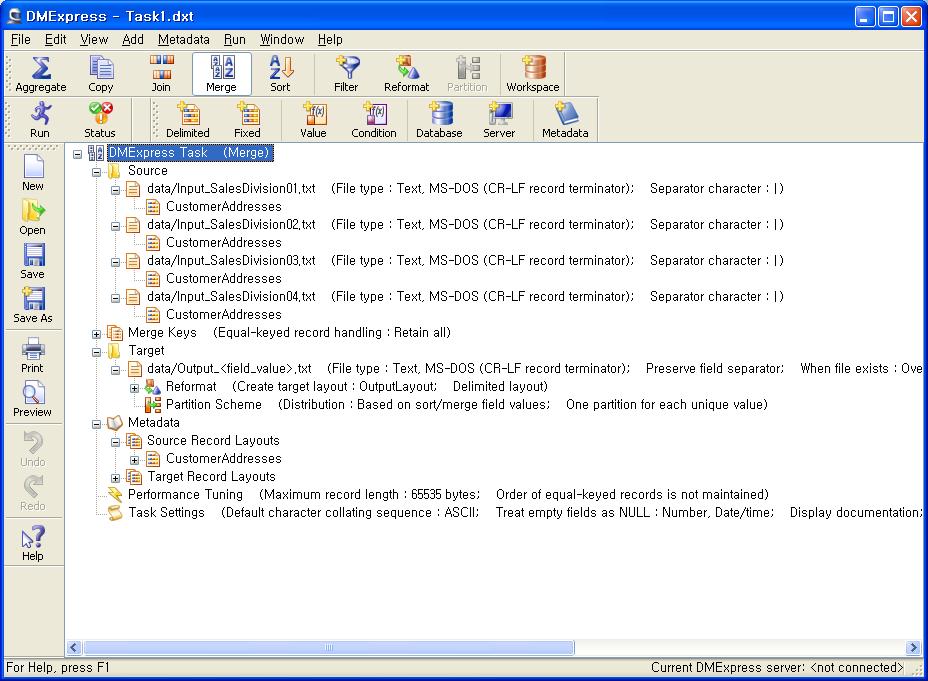 DMExpress - Task1.dxt
File Edit View Add Metadata Run Window Help
Aggregate Copy Join Merge Sort Filter Reformat Partition Workspace
Run Status Delimited Fixed Value Condition Database Server Metadata
New
Open
Save
Save As
Print
Preview
Undo
Redo
Help
DMExpress Task (Merge)
Source
data/Input_SalesDivision01.txt (File type : Text, MS-DOS (CR-LF record terminator); Separator character : |)
CustomerAddresses
data/Input_SalesDivision02.txt (File type : Text, MS-DOS (CR-LF record terminator); Separator character : |)
CustomerAddresses
data/Input_SalesDivision03.txt (File type : Text, MS-DOS (CR-LF record terminator); Separator character : |)
CustomerAddresses
data/Input_SalesDivision04.txt (File type : Text, MS-DOS (CR-LF record terminator); Separator character : |)
CustomerAddresses
Merge Keys (Equal-keyed record handling : Retain all)
Target
data/Output_<field_value>.txt (File type : Text, MS-DOS (CR-LF record terminator); Preserve field separator; When file exists : Ove
Reformat (Create target layout : OutputLayout; Delimited layout)
Partition Scheme (Distribution : Based on sort/merge field values; One partition for each unique value)
Metadata
Source Record Layouts
CustomerAddresses
Target Record Layouts
Performance Tuning (Maximum record length : 65535 bytes; Order of equal-keyed records is not maintained)
Task Settings (Default character collating sequence : ASCII; Treat empty fields as NULL : Number, Date/time; Display documentation;
For Help, press F1
Current DMExpress server: <not connected>